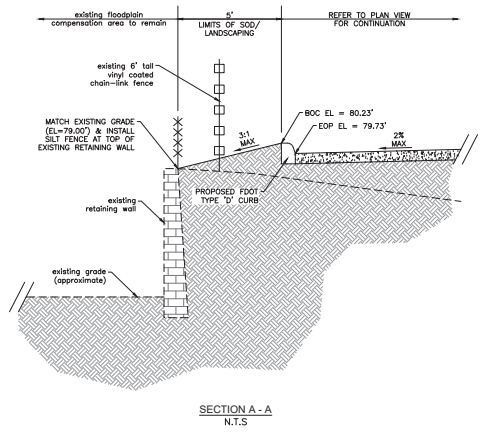 existing floodplain
compensation area to remain
5'
LIMITS OF SOD/
LANDSCAPING
REFER TO PLAN VIEW
FOR CONTINUATION
existing 6' tall
vinyl coated
chain-link fence
MATCH EXISTING GRADE
(EL=79.00') & INSTALL
SILT FENCE AT TOP OF
EXISTING RETAINING WALL
3:1
MAX
BOC EL = 80.23'
EOP EL = 79.73'
2%
MAX
PROPOSED FDOT
TYPE 'D' CURB
existing
retaining wall
existing grade
(approximate)
SECTION A - A
N.T.S